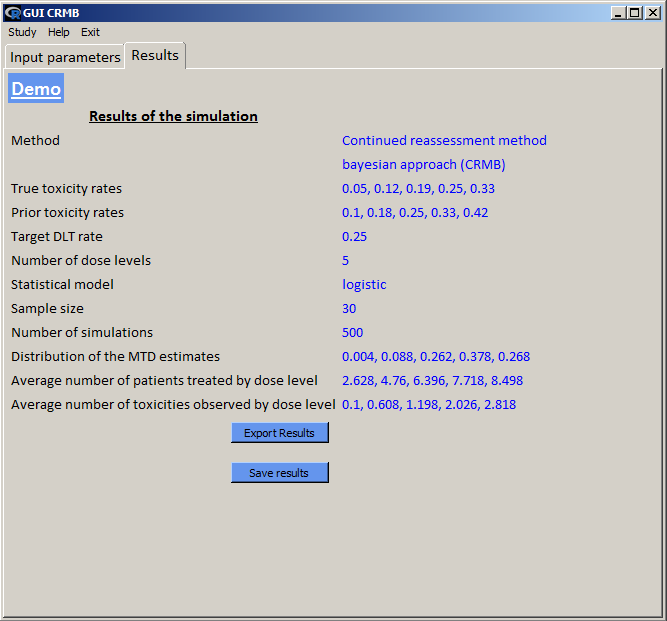 GUI CRMB
Study Help Exit
Input parameters Results
Demo
Results of the simulation
Method Continued reassessment method
bayesian approach (CRMB)
True toxicity rates 0.05, 0.12, 0.19, 0.25, 0.33
Prior toxicity rates 0.1, 0.18, 0.25, 0.33, 0.42
Target DLT rate 0.25
Number of dose levels 5
Statistical model logistic
Sample size 30
Number of simulations 500
Distribution of the MTD estimates 0.004, 0.088, 0.262, 0.378, 0.268
Average number of patients treated by dose level 2.628, 4.76, 6.396, 7.718, 8.498
Average number of toxicities observed by dose level 0.1, 0.608, 1.198, 2.026, 2.818
Export Results
Save results